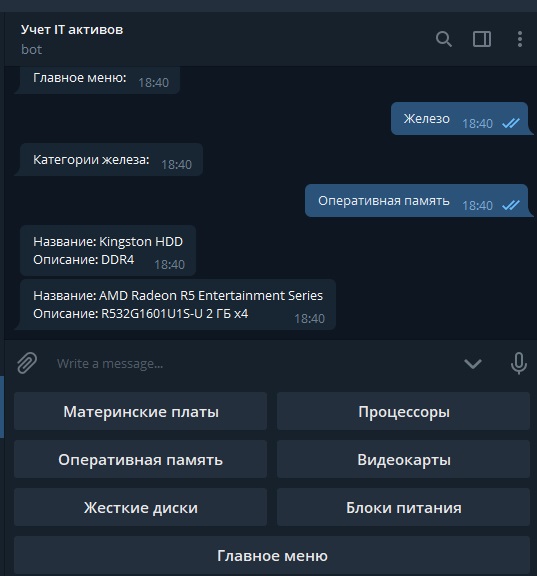 Учет IT активов
bot
Главное меню: 18:40
Железо 18:40
Категории железа: 18:40
Оперативная память 18:40
Название: Kingston HDD
Описание: DDR4 18:40
Название: AMD Radeon R5 Entertainment Series
Описание: R532G1601U1S-U 2 ГБ x4 18:40
Write a message...
Материнские платы
Процессоры
Оперативная память
Видеокарты
Жесткие диски
Блоки питания
Главное меню